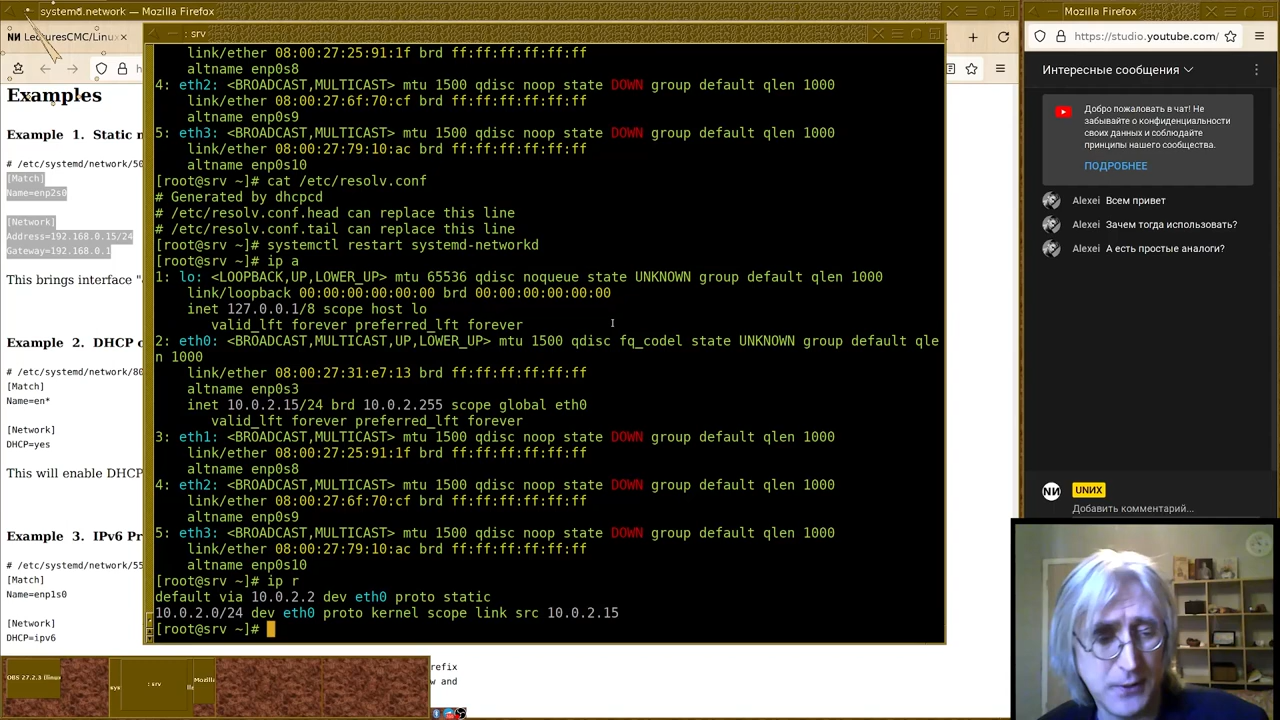 systemd.network — Mozilla Firefox
LecturesCMC/Linux
Examples
Example 1. Static n
# /etc/systemd/network/50
[Match]
Name=enp2s0
[Network]
Address=192.168.0.15/24
Gateway=192.168.0.1
This brings interface "
Example 2. DHCP o
# /etc/systemd/network/80
[Match]
Name=en*
[Network]
DHCP=yes
This will enable DHCP
Example 3. IPv6 Pr
# /etc/systemd/network/55
[Match]
Name=enp1s0
[Network]
DHCP=ipv6
refix
w and
: srv
link/ether 08:00:27:25:91:1f brd ff:ff:ff:ff:ff:ff
altname enp0s8
4: eth2: <BROADCAST,MULTICAST> mtu 1500 qdisc noop state DOWN group default qlen 1000
link/ether 08:00:27:6f:70:cf brd ff:ff:ff:ff:ff:ff
altname enp0s9
5: eth3: <BROADCAST,MULTICAST> mtu 1500 qdisc noop state DOWN group default qlen 1000
link/ether 08:00:27:79:10:ac brd ff:ff:ff:ff:ff:ff
altname enp0s10
[root@srv ~]# cat /etc/resolv.conf
# Generated by dhcpcd
# /etc/resolv.conf.head can replace this line
# /etc/resolv.conf.tail can replace this line
[root@srv ~]# systemctl restart systemd-networkd
[root@srv ~]# ip a
1: lo: <LOOPBACK,UP,LOWER_UP> mtu 65536 qdisc noqueue state UNKNOWN group default qlen 1000
link/loopback 00:00:00:00:00:00 brd 00:00:00:00:00:00
inet 127.0.0.1/8 scope host lo
valid_lft forever preferred_lft forever
2: eth0: <BROADCAST,MULTICAST,UP,LOWER_UP> mtu 1500 qdisc fq_codel state UNKNOWN group default qle
n 1000
link/ether 08:00:27:31:e7:13 brd ff:ff:ff:ff:ff:ff
altname enp0s3
inet 10.0.2.15/24 brd 10.0.2.255 scope global eth0
valid_lft forever preferred_lft forever
3: eth1: <BROADCAST,MULTICAST> mtu 1500 qdisc noop state DOWN group default qlen 1000
link/ether 08:00:27:25:91:1f brd ff:ff:ff:ff:ff:ff
altname enp0s8
4: eth2: <BROADCAST,MULTICAST> mtu 1500 qdisc noop state DOWN group default qlen 1000
link/ether 08:00:27:6f:70:cf brd ff:ff:ff:ff:ff:ff
altname enp0s9
5: eth3: <BROADCAST,MULTICAST> mtu 1500 qdisc noop state DOWN group default qlen 1000
link/ether 08:00:27:79:10:ac brd ff:ff:ff:ff:ff:ff
altname enp0s10
[root@srv ~]# ip r
default via 10.0.2.2 dev eth0 proto static
10.0.2.0/24 dev eth0 proto kernel scope link src 10.0.2.15
[root@srv ~]#
OBS 27.2.3 (linux
sys
: srv
Mozill
Mozilla Firefox
https://studio.youtube.com/
Интересные сообщения
Добро пожаловать в чат! Не
забывайте о конфиденциальности
своих данных и соблюдайте
принципы нашего сообщества.
ПОДРОБНЕЕ
Alexei Всем привет
Alexei Зачем тогда использовать?
Alexei А есть простые аналоги?
UNИX
Добавить комментарий...